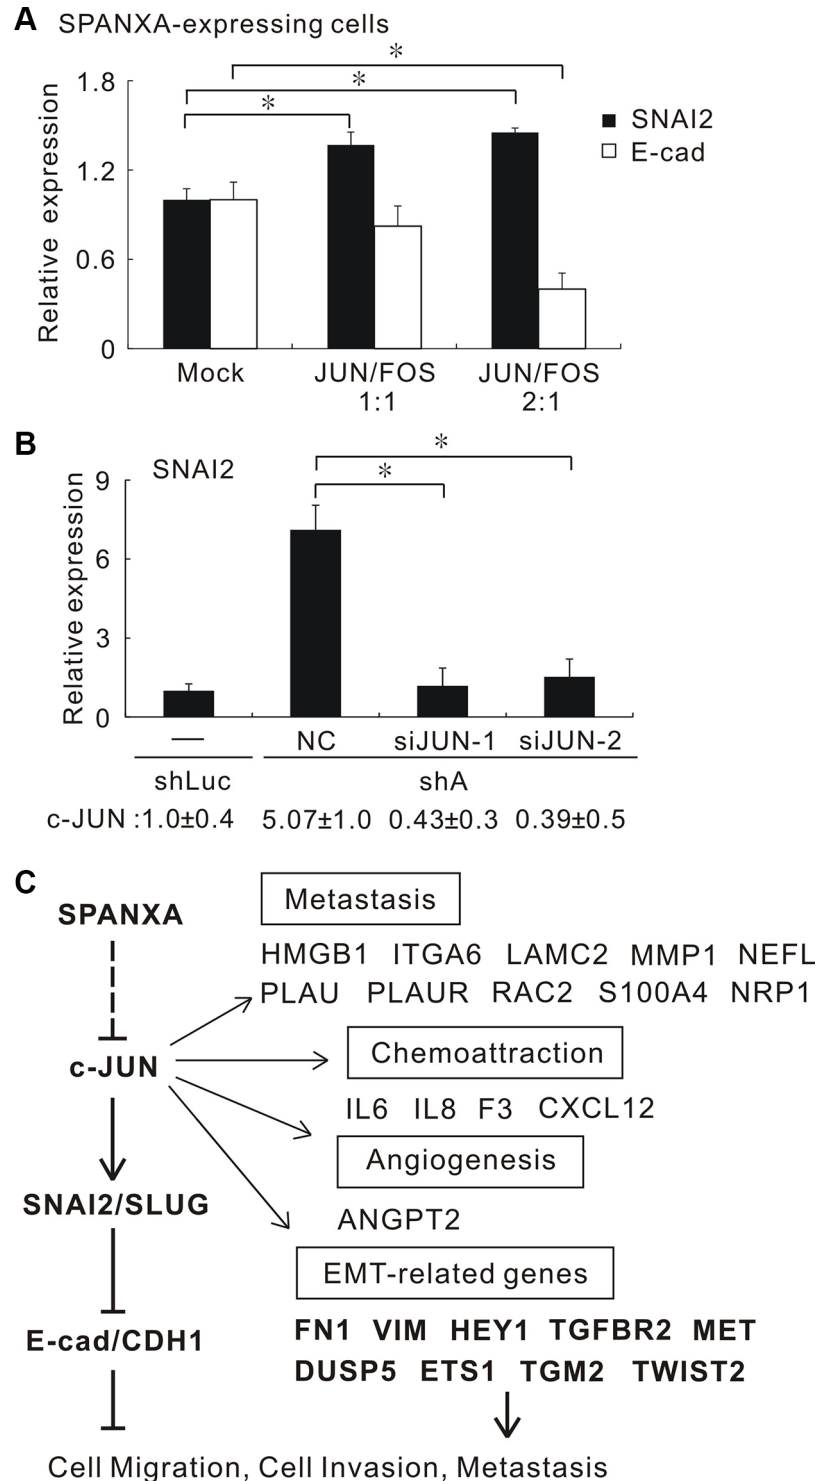 A SPANXA-expressing cells
*
*
*
1.8
1.2
0.6
0
Relative expression
SNAI2
E-cad
Mock JUN/FOS JUN/FOS
1:1 2:1
B SNAI2
*
*
9
6
3
0
Relative expression
— NC siJUN-1 siJUN-2
shLuc shA
c-JUN :1.0±0.4 5.07±1.0 0.43±0.3 0.39±0.5
C
SPANXA
c-JUN
SNAI2/SLUG
E-cad/CDH1
Metastasis
HMGB1 ITGA6 LAMC2 MMP1 NEFL
PLAU PLAUR RAC2 S100A4 NRP1
Chemoattraction
IL6 IL8 F3 CXCL12
Angiogenesis
ANGPT2
EMT-related genes
FN1 VIM HEY1 TGFBR2 MET
DUSP5 ETS1 TGM2 TWIST2
Cell Migration, Cell Invasion, Metastasis